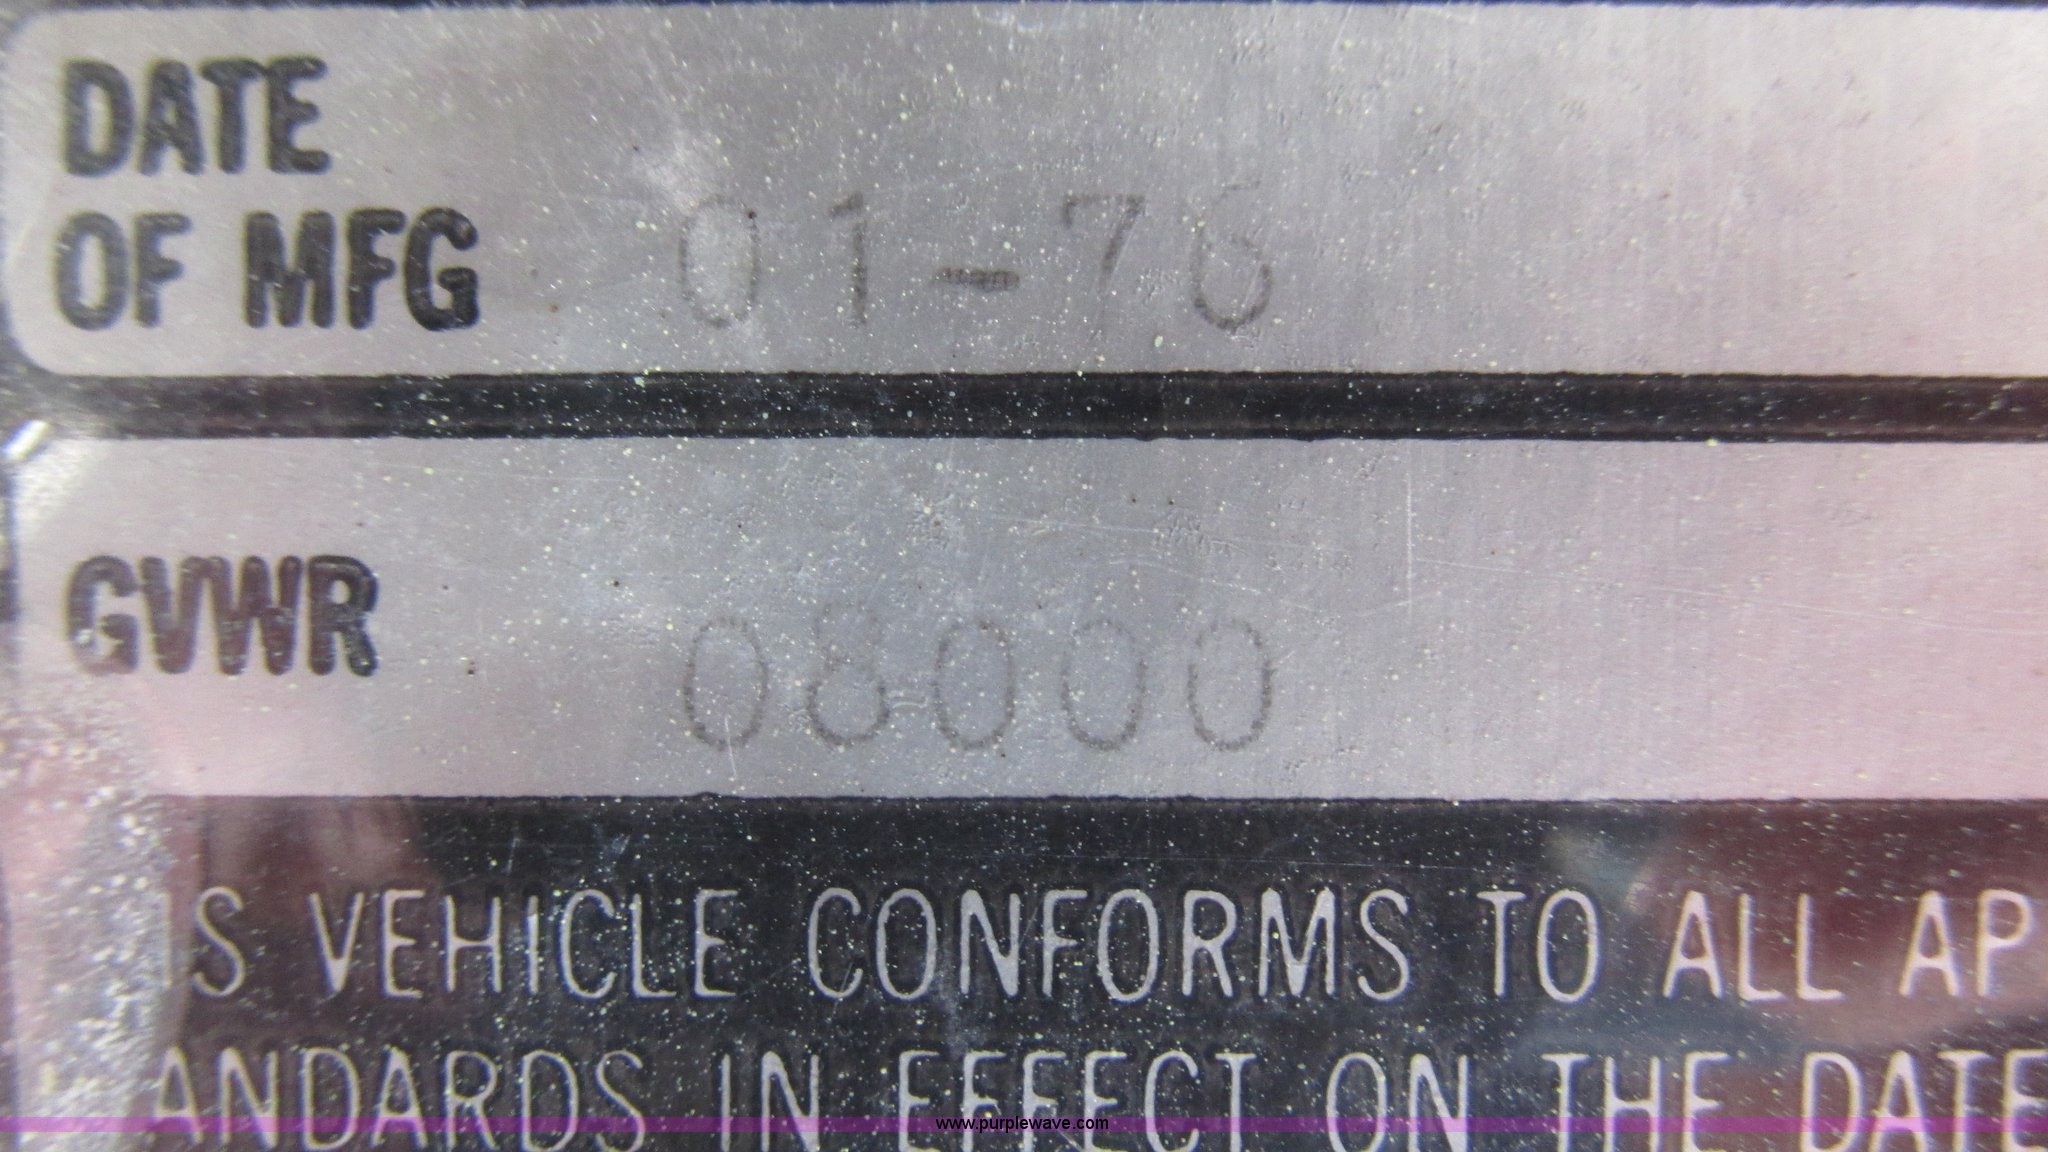 DATE
OF MFG 01-76
GVWR 08000
IS VEHICLE CONFORMS TO ALL AP
ANDARDS IN EFFECT ON THE DATE
www.purplewave.com